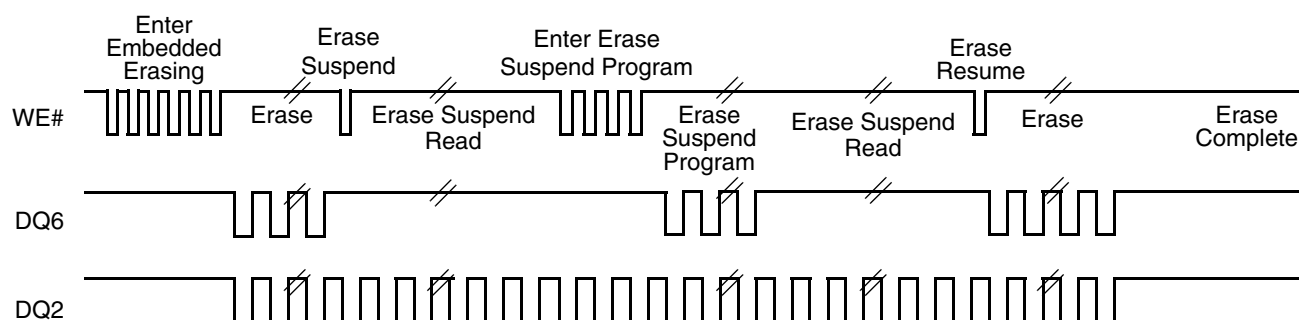 Enter
Embedded
Erasing
Erase
Suspend
Enter Erase
Suspend Program
Erase
Resume
WE#
Erase
Erase Suspend
Read
Erase
Suspend
Program
Erase Suspend
Read
Erase
Erase
Complete
DQ6
DQ2